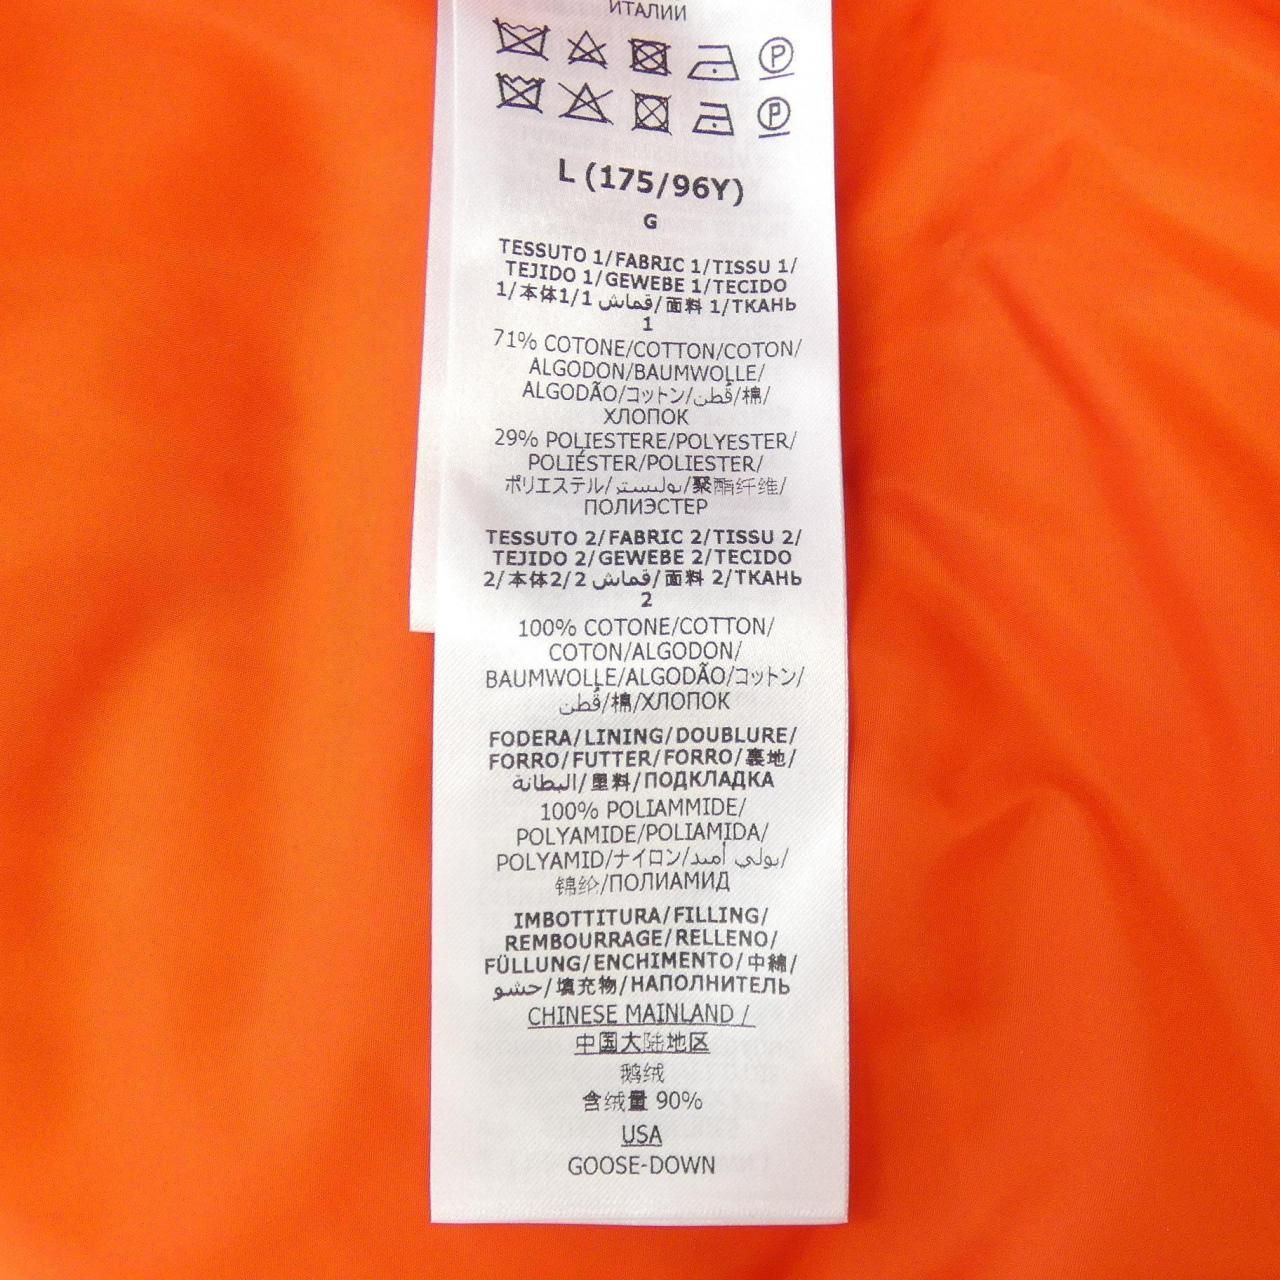 ИТАЛИИ
P
P
L (175/96Y)
G
TESSUTO 1/FABRIC 1/TISSU 1/
TEJIDO 1/GEWEBE 1/TECIDO
1/本体1/1 قماش/面料 1/ТКАНЬ
1
71% COTONE/COTTON/COTON/
ALGODON/BAUMWOLLE/
ALGODÃO/コットン/قُطن/棉/
ХЛОПОК
29% POLIESTERE/POLYESTER/
POLIÉSTER/POLIESTER/
ポリエステル/بوليستر/聚酯纤维/
ПОЛИЭСТЕР
TESSUTO 2/FABRIC 2/TISSU 2/
TEJIDO 2/GEWEBE 2/TECIDO
2/本体2/2 قماش/面料 2/ТКАНЬ
2
100% COTONE/COTTON/
COTON/ALGODON/
BAUMWOLLE/ALGODÃO/コットン/
قُطن/棉/ХЛОПОК
FODERA/LINING/DOUBLURE/
FORRO/FUTTER/FORRO/裏地/
البطانة/里料/ПОДКЛАДКА
100% POLIAMMIDE/
POLYAMIDE/POLIAMIDA/
POLYAMID/ナイロン/بولي أميد/
锦纶/ПОЛИАМИД
IMBOTTITURA/FILLING/
REMBOURRAGE/RELLENO/
FÜLLUNG/ENCHIMENTO/中綿/
حشو/填充物/НАПОЛНИТЕЛЬ
CHINESE MAINLAND /
中国大陆地区
鹅绒
含绒量 90%
USA
GOOSE-DOWN